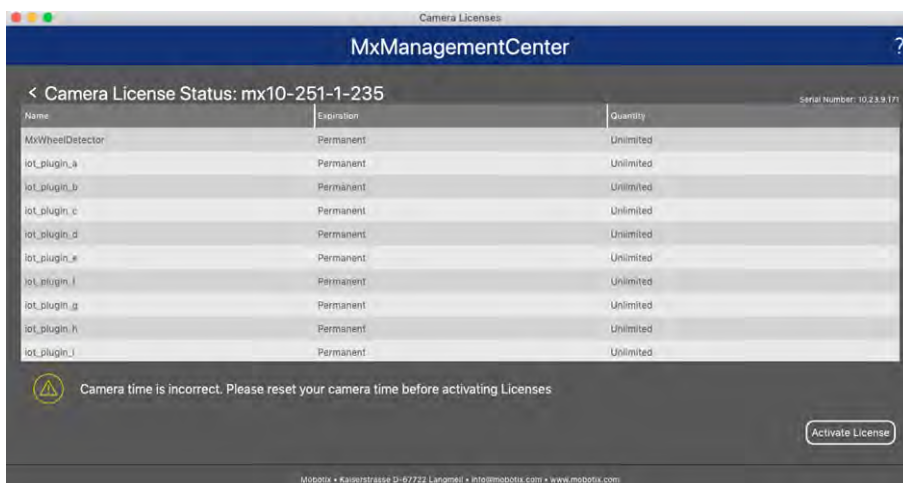 Camera Licenses
MxManagementCenter ?
< Camera License Status: mx10-251-1-235
Serial Number: 10.23.9.171
Name Expiration Quantity
MxWheelDetector Permanent Unlimited
iot_plugin_a Permanent Unlimited
iot_plugin_b Permanent Unlimited
iot_plugin_c Permanent Unlimited
iot_plugin_d Permanent Unlimited
iot_plugin_e Permanent Unlimited
iot_plugin_f Permanent Unlimited
iot_plugin_g Permanent Unlimited
iot_plugin_h Permanent Unlimited
iot_plugin_i Permanent Unlimited
Camera time is incorrect. Please reset your camera time before activating Licenses
Activate License
Mobotix • Kaiserstrasse D-67722 Langmeil • info@mobotix.com • www.mobotix.com